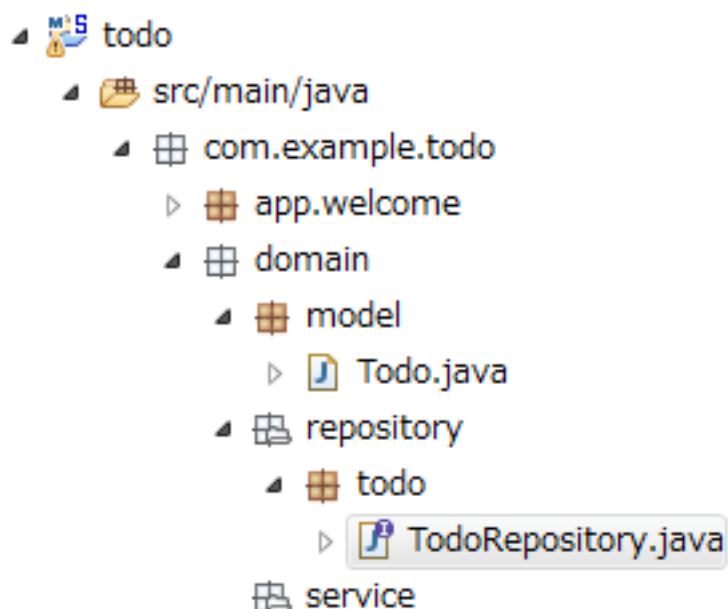 todo
src/main/java
com.example.todo
app.welcome
domain
model
Todo.java
repository
todo
TodoRepository.java
service